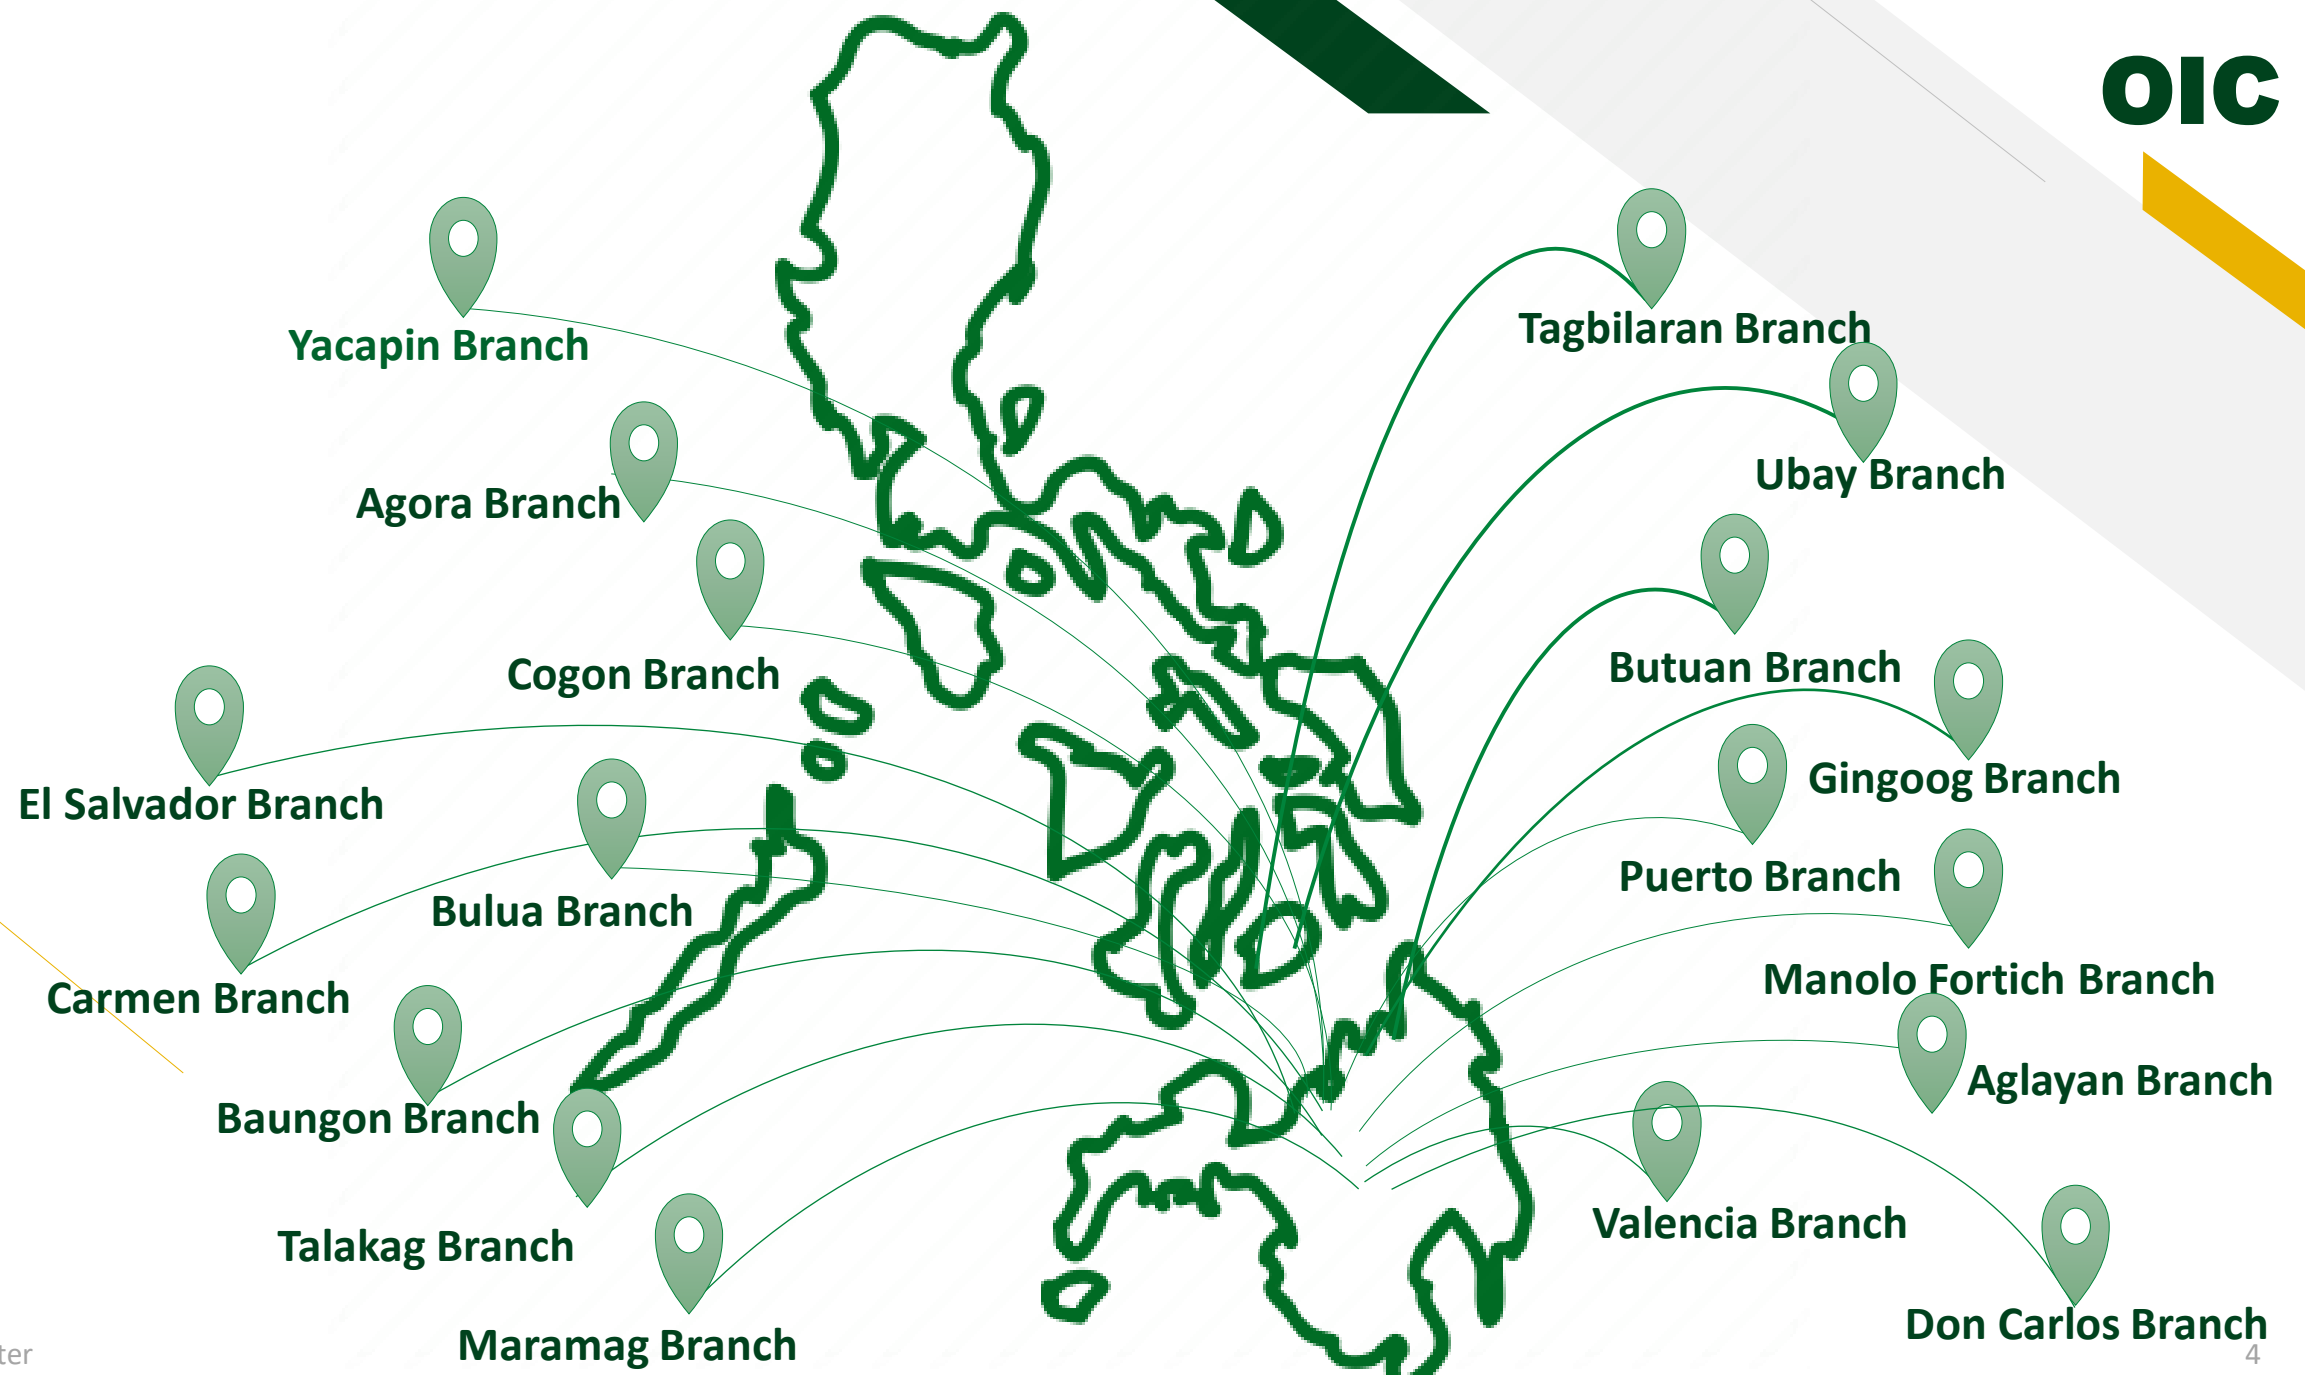 OIC
Yacapin Branch
Tagbilaran Branch
Agora Branch
Ubay Branch
Cogon Branch
Butuan Branch
El Salvador Branch
Gingoog Branch
Bulua Branch
Puerto Branch
Carmen Branch
Manolo Fortich Branch
Baungon Branch
Aglayan Branch
Talakag Branch
Valencia Branch
Maramag Branch
Don Carlos Branch
ter
4